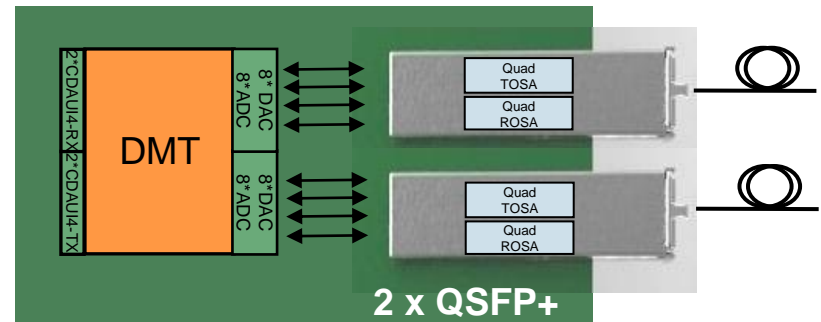 2*CDAUI4-RX
2*CDAUI4-TX
DMT
8* DAC
8*ADC
8*DAC
8*ADC
Quad
TOSA
Quad
ROSA
Quad
TOSA
Quad
ROSA
2 x QSFP+